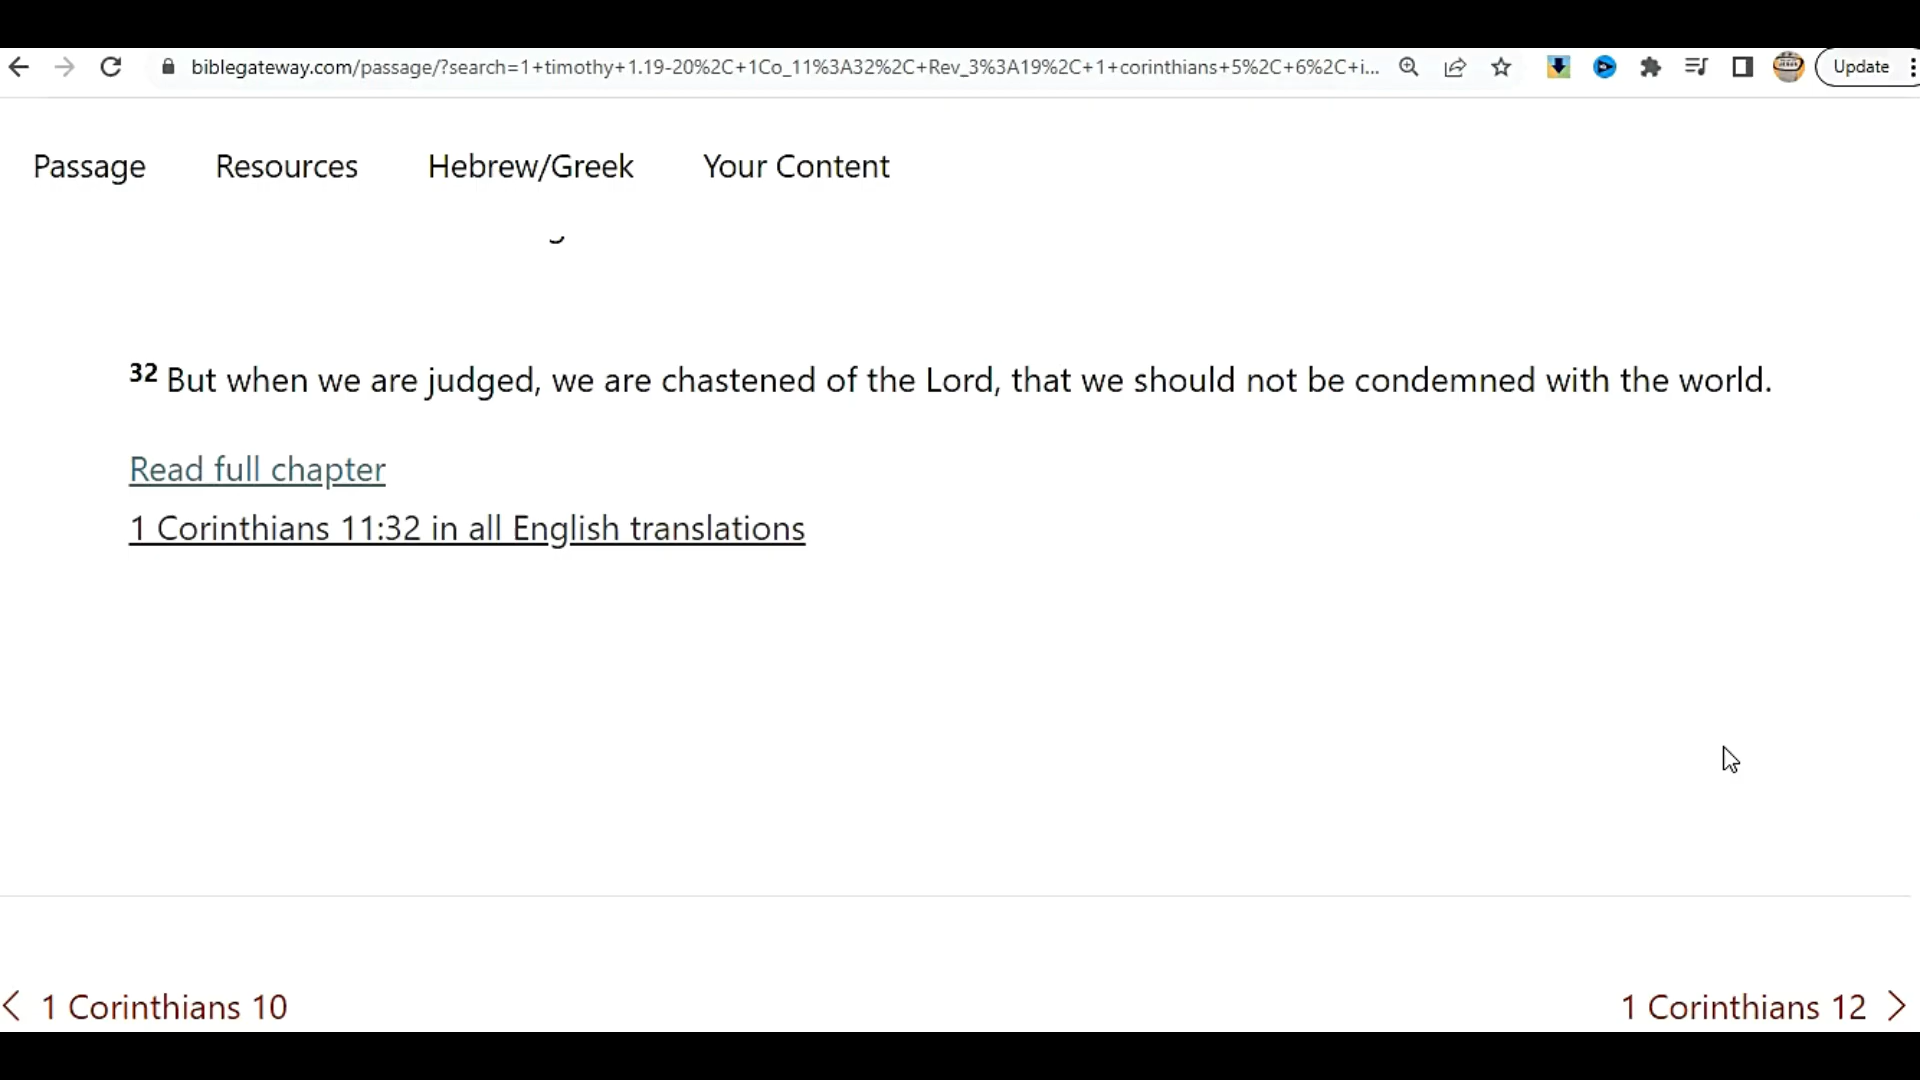 biblegateway.com/passage/?search=1+timothy+1.19-20%2C+1Co_11%3A32%2C+Rev_3%3A19%2C+1+corinthians+5%2C+6%2C+i...
Update
Passage Resources Hebrew/Greek Your Content
32 But when we are judged, we are chastened of the Lord, that we should not be condemned with the world.
Read full chapter
1 Corinthians 11:32 in all English translations
1 Corinthians 10
1 Corinthians 12